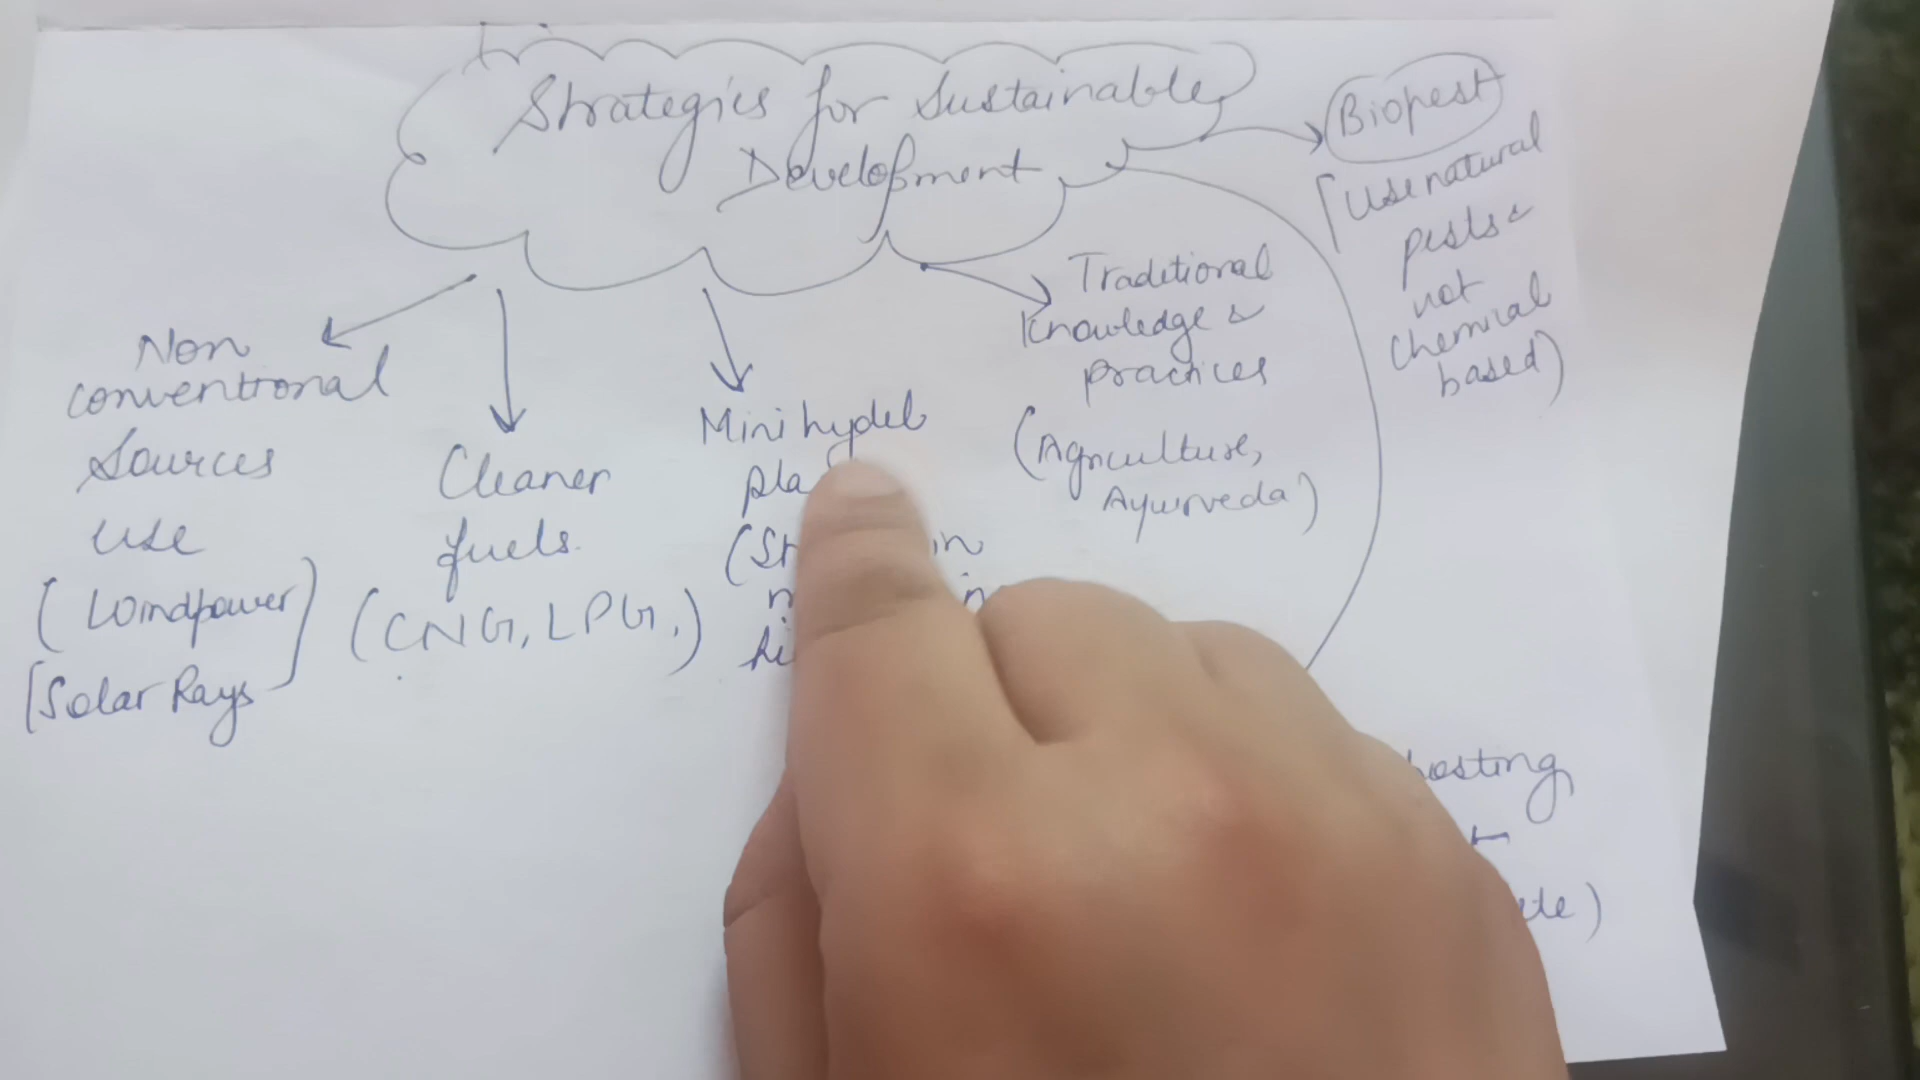 Strategies for Sustainable
Development
Biopest
[Use natural
pests &
not
chemical
based)
Non
conventional
Sources
use
(Windpower)
[Solar Rays
Cleaner
fuels.
(CNG, LPG,)
Mini hydel
in
Traditional
Knowledge &
practices
(Agriculture,
Ayurveda)